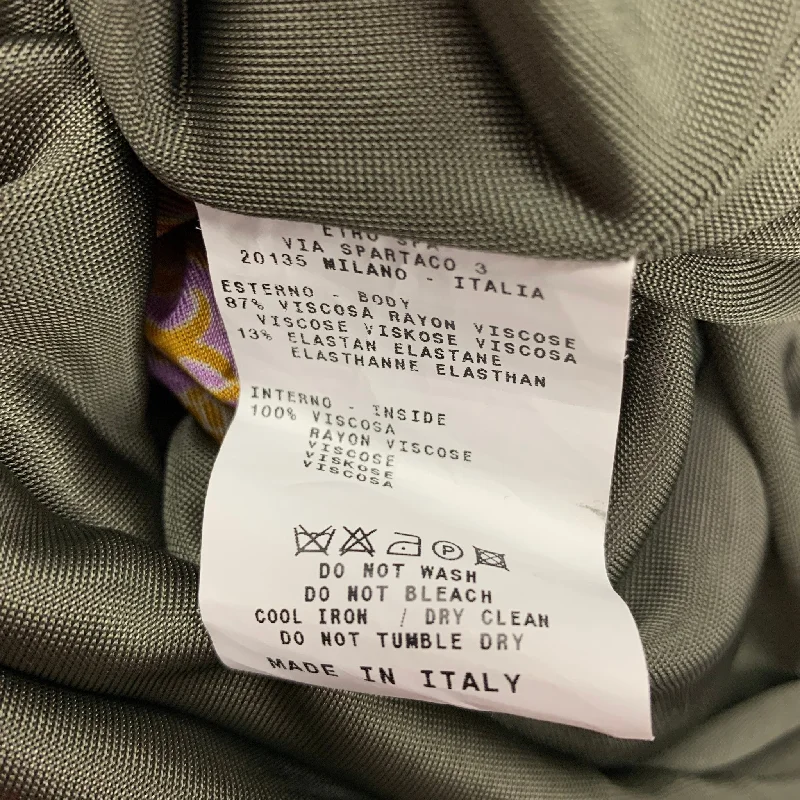 ETRO SPA
VIA SPARTACO 3
20135 MILANO - ITALIA
ESTERNO - BODY
87% VISCOSA RAYON VISCOSE
VISCOSE VISKOSE VISCOSA
13% ELASTAN ELASTANE
ELASTHANNE ELASTHAN
INTERNO - INSIDE
100% VISCOSA
RAYON VISCOSE
VISCOSE
VISKOSE
VISCOSA
P
DO NOT WASH
DO NOT BLEACH
COOL IRON / DRY CLEAN
DO NOT TUMBLE DRY
MADE IN ITALY